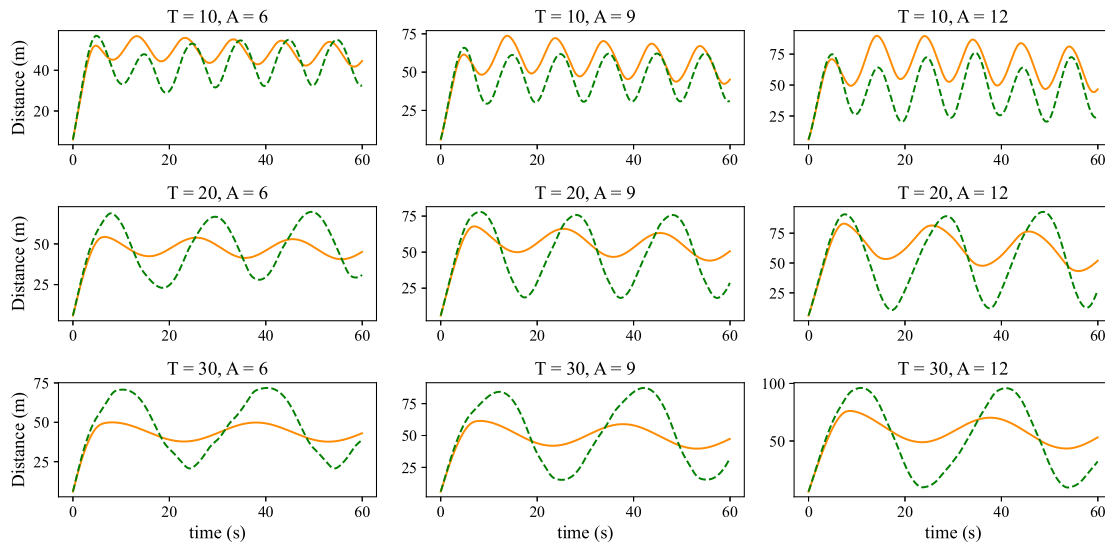 T = 10, A = 6
T = 10, A = 9
T = 10, A = 12
Distance (m)
40
20
0 20 40 60
75
50
25
0 20 40 60
75
50
25
0 20 40 60
T = 20, A = 6
T = 20, A = 9
T = 20, A = 12
Distance (m)
50
25
0 20 40 60
75
50
25
0 20 40 60
75
50
25
0 20 40 60
T = 30, A = 6
T = 30, A = 9
T = 30, A = 12
Distance (m)
75
50
25
0 20 40 60
time (s)
75
50
25
0 20 40 60
time (s)
100
50
0 20 40 60
time (s)